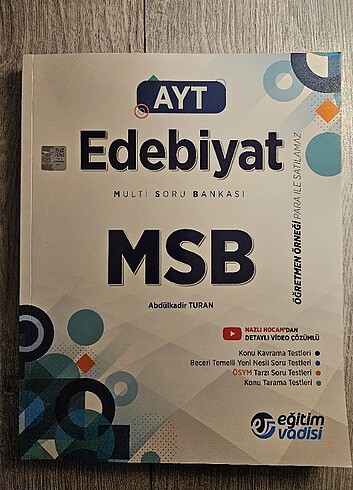 AYT
Edebiyat
MULTİ SORU BANKASI
MSB
Abdülkadir TURAN
ÖĞRETMEN ÖRNEĞİ PARA İLE SATILAMAZ
NAZLI HOCAM'DAN
DETAYLI VİDEO ÇÖZÜMLÜ
Konu Kavrama Testleri
Beceri Temelli Yeni Nesil Soru Testleri
ÖSYM Tarzı Soru Testleri
Konu Tarama Testleri
eğitim
vadisi